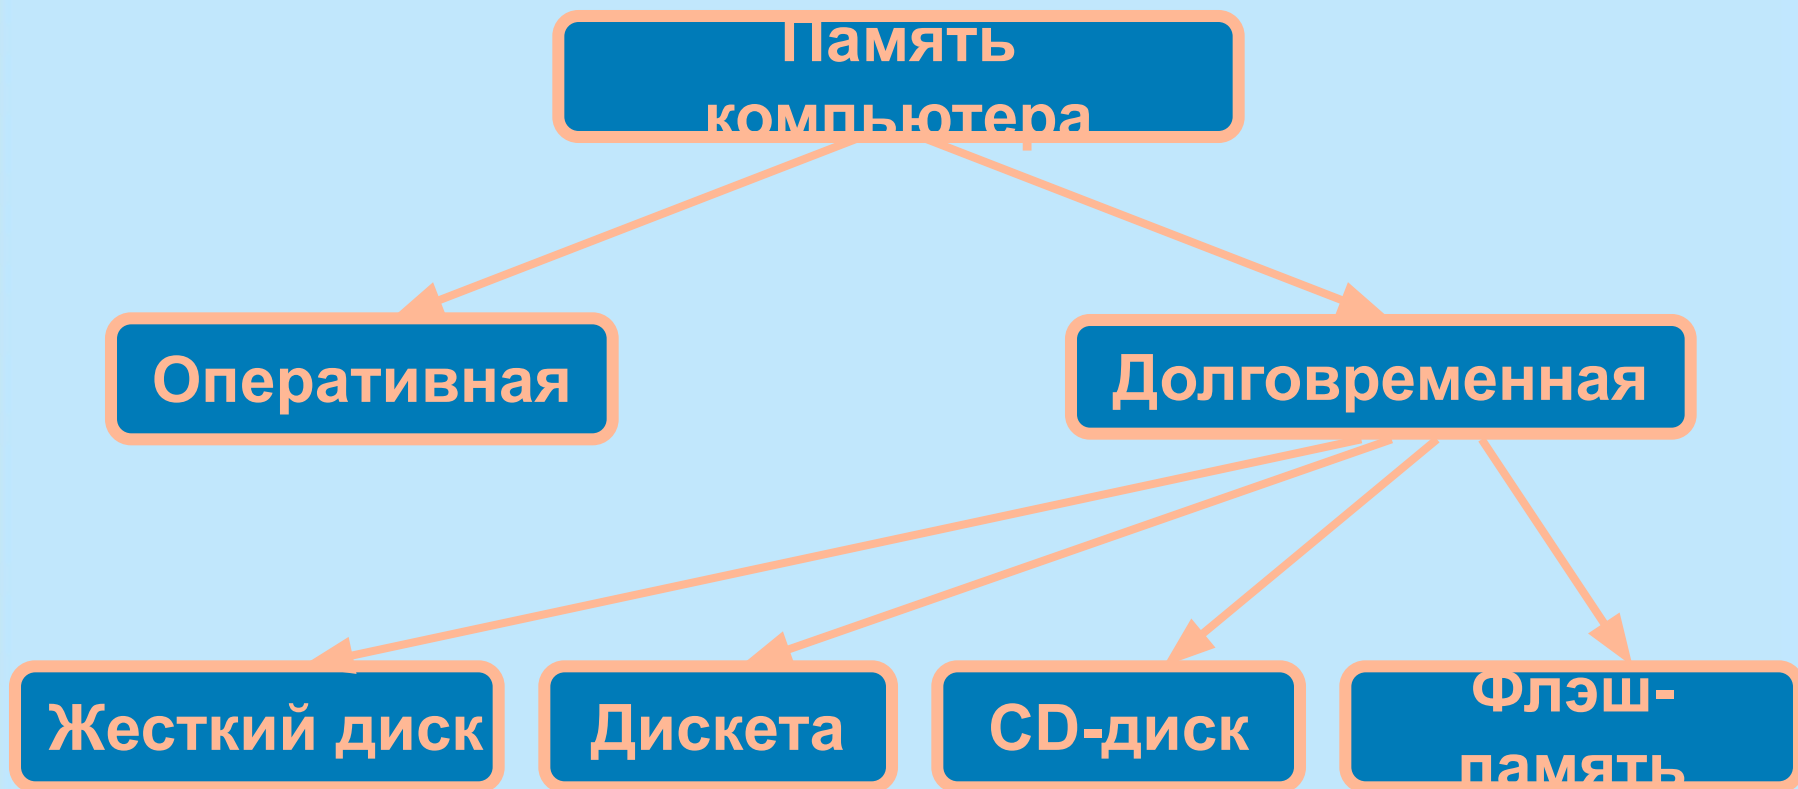 Память
компьютера
Оперативная
Долговременная
Жесткий диск
Дискета
CD-диск
Флэш-
память